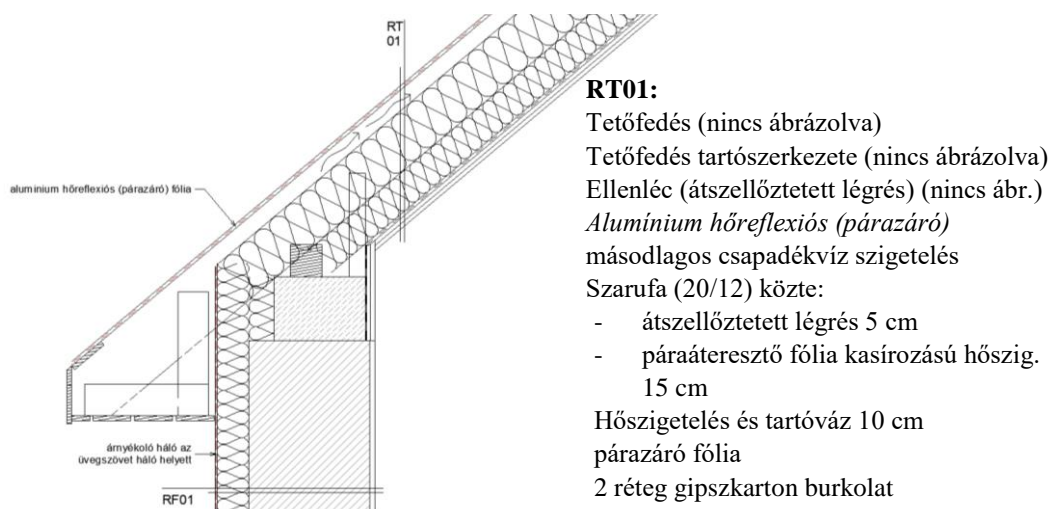 RT
01
aluminium hőreflexiós (párazáró) fólia
árnyékoló háló az
üvegszövet háló helyett
RF01
RT01:
Tetőfedés (nincs ábrázolva)
Tetőfedés tartószerkezete (nincs ábrázolva)
Ellenléc (átszellőztetett légrés) (nincs ábr.)
Alumínium hőreflexiós (párazáró)
másodlagos csapadékvíz szigetelés
Szarufa (20/12) közte:
- átszellőztetett légrés 5 cm
- páraáteresztő fólia kasírozású hőszig.
15 cm
Hőszigetelés és tartóváz 10 cm
párazáró fólia
2 réteg gipszkarton burkolat